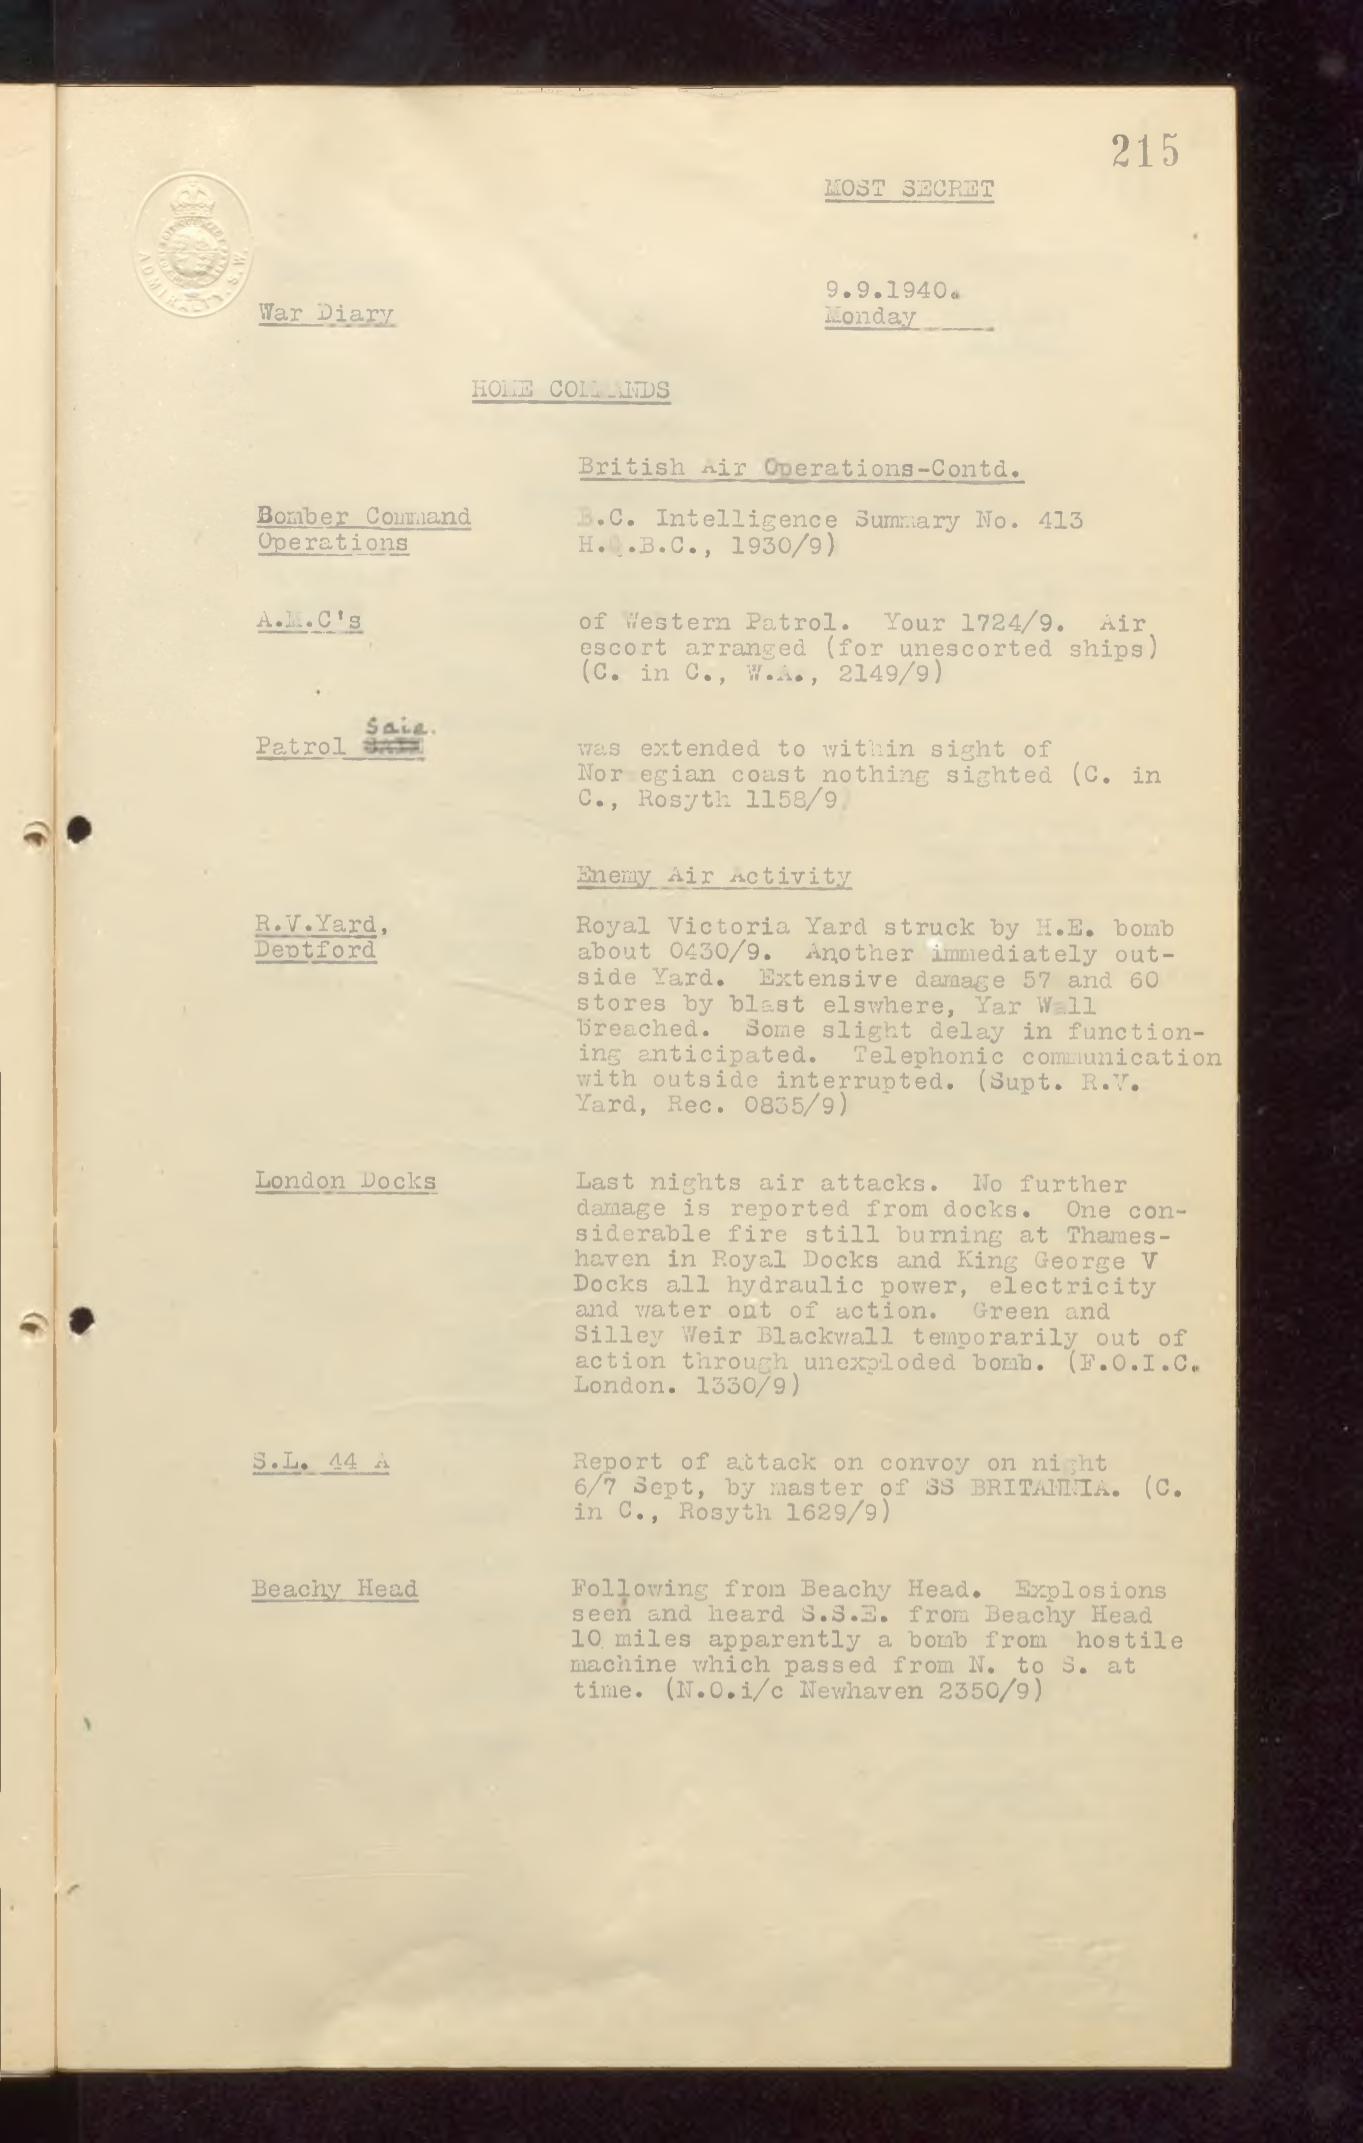 215
MOST SECRET
ADMIRALTY. S.W.
9.9.1940.
War Diary
Monday
HOME COMMANDS
British Air Operations-Contd.
Bomber Command
Operations
B.C. Intelligence Summary No. 413
H.Q.B.C., 1930/9)
A.M.C's
of Western Patrol. Your 1724/9. Air
escort arranged (for unescorted ships)
(C. in C., W.A., 2149/9)
Patrol
was extended to within sight of
Nor egian coast nothing sighted (C. in
C., Rosyth 1158/9)
Enemy Air Activity
R.V.Yard,
Deptford
Royal Victoria Yard struck by H.E. bomb
about 0430/9. Another immediately out-
side Yard. Extensive damage 57 and 60
stores by blast elswhere, Yar Wall
breached. Some slight delay in function-
ing anticipated. Telephonic communication
with outside interrupted. (Supt. R.V.
Yard, Rec. 0835/9)
London Docks
Last nights air attacks. No further
damage is reported from docks. One con-
siderable fire still burning at Thames-
haven in Royal Docks and King George V
Docks all hydraulic power, electricity
and water out of action. Green and
Silley Weir Blackwall temporarily out of
action through unexploded bomb. (F.O.I.C.
London. 1330/9)
S.L. 44 A
Report of attack on convoy on night
6/7 Sept, by master of SS BRITANNIA. (C.
in C., Rosyth 1629/9)
Beachy Head
Following from Beachy Head. Explosions
seen and heard S.S.E. from Beachy Head
10 miles apparently a bomb from hostile
machine which passed from N. to S. at
time. (N.O.i/c Newhaven 2350/9)